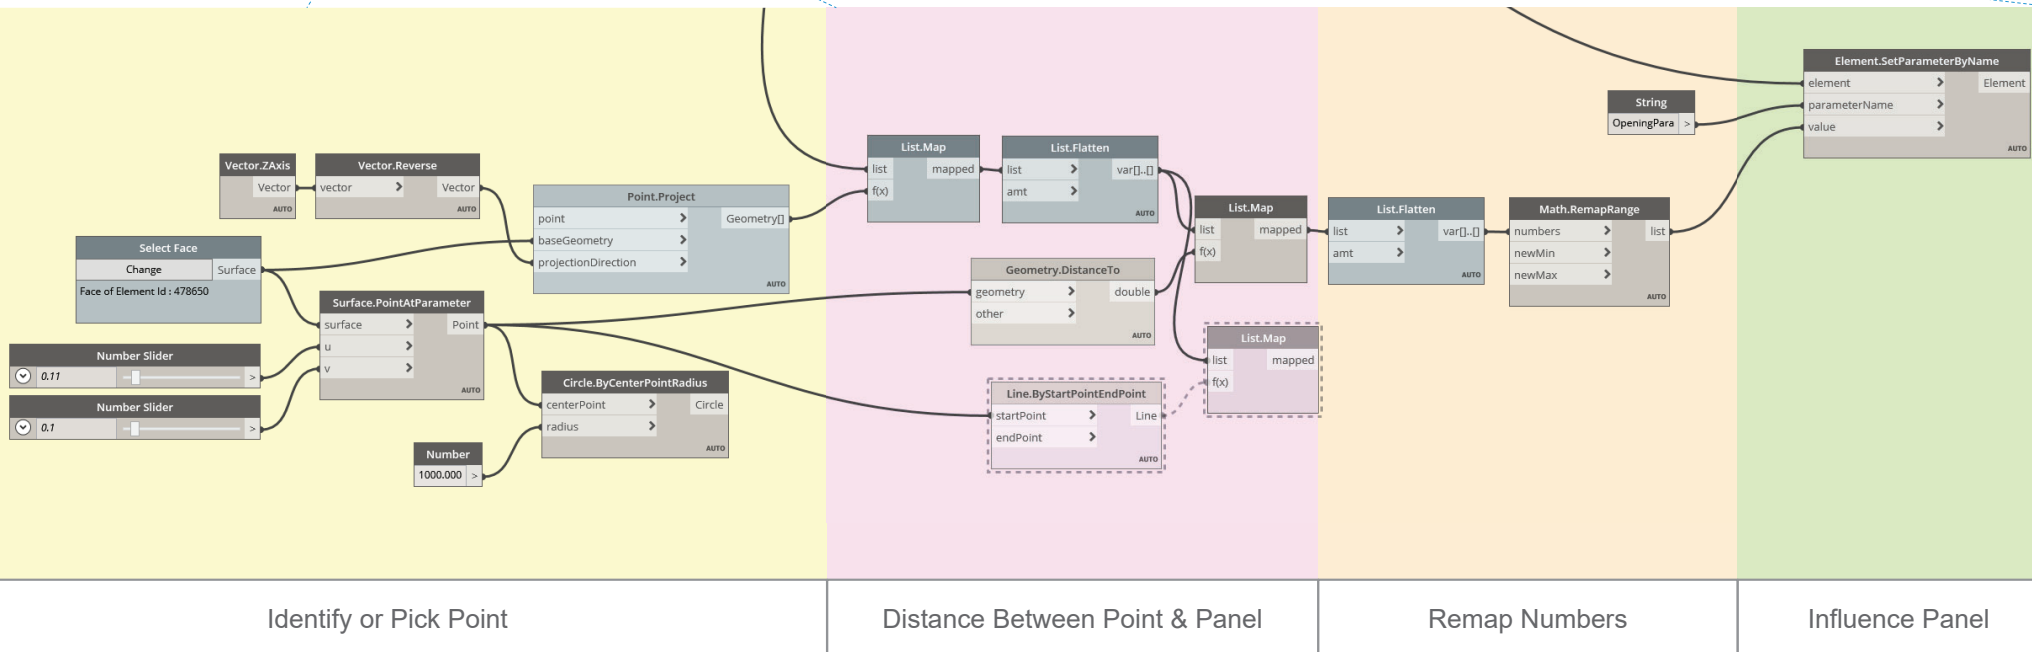 Vector.ZAxis
Vector
AUTO
Vector.Reverse
vector > Vector
AUTO
Select Face
Change Surface
Face of Element Id : 478650
Number Slider
0.11 >
Number Slider
0.1 >
Surface.PointAtParameter
surface > Point
u >
v >
AUTO
Number
1000.000 >
Point.Project
point > Geometry[]
baseGeometry >
projectionDirection >
AUTO
Circle.ByCenterPointRadius
centerPoint > Circle
radius >
AUTO
List.Map
list mapped
f(x)
List.Flatten
list > var[]..[]
amt >
AUTO
Geometry.DistanceTo
geometry > double
other >
AUTO
Line.ByStartPointEndPoint
startPoint > Line
endPoint >
AUTO
List.Map
list mapped
f(x)
List.Map
list mapped
f(x)
List.Flatten
list > var[]..[]
amt >
AUTO
Math.RemapRange
numbers > list
newMin >
newMax >
AUTO
String
OpeningPara >
Element.SetParameterByName
element > Element
parameterName >
value >
AUTO
Identify or Pick Point
Distance Between Point & Panel
Remap Numbers
Influence Panel